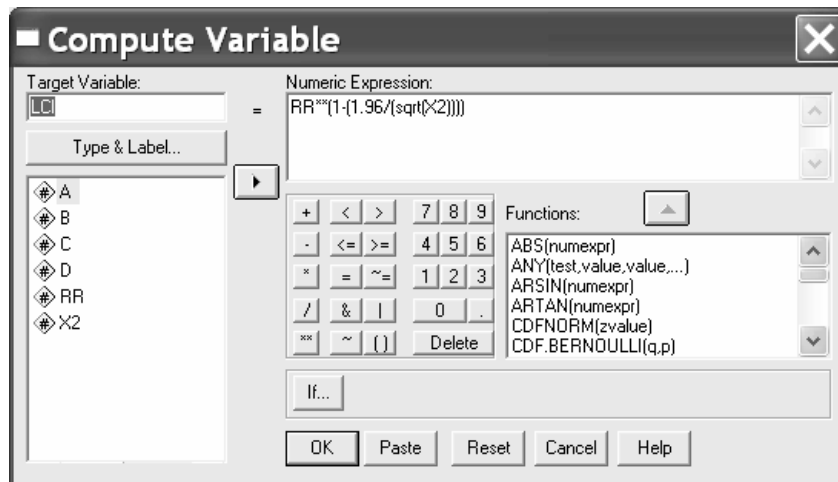 Compute Variable
Target Variable:
LCI
=
Numeric Expression:
RR**(1-(1.96/(sqrt(X2))))
Type & Label...
A
B
C
D
RR
X2
+ < > 7 8 9
- <= >= 4 5 6
* = ~= 1 2 3
/ & | 0 .
** ~ () Delete
Functions:
ABS(numexpr)
ANY(test,value,value,...)
ARSIN(numexpr)
ARTAN(numexpr)
CDFNORM(zvalue)
CDF.BERNOULLI(q,p)
If...
OK Paste Reset Cancel Help